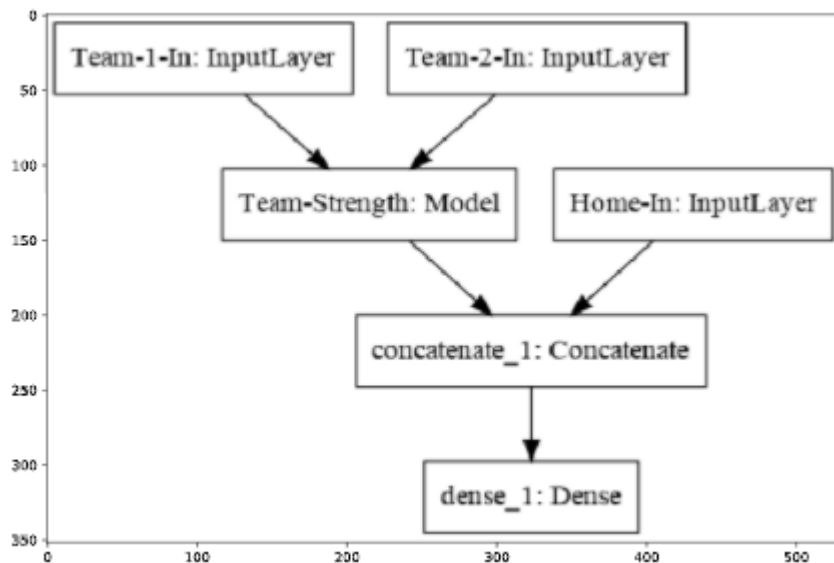 0
50
100
150
200
250
300
350
Team-1-In: InputLayer
Team-2-In: InputLayer
Team-Strength: Model
Home-In: InputLayer
concatenate_1: Concatenate
dense_1: Dense
0
100
200
300
400
500